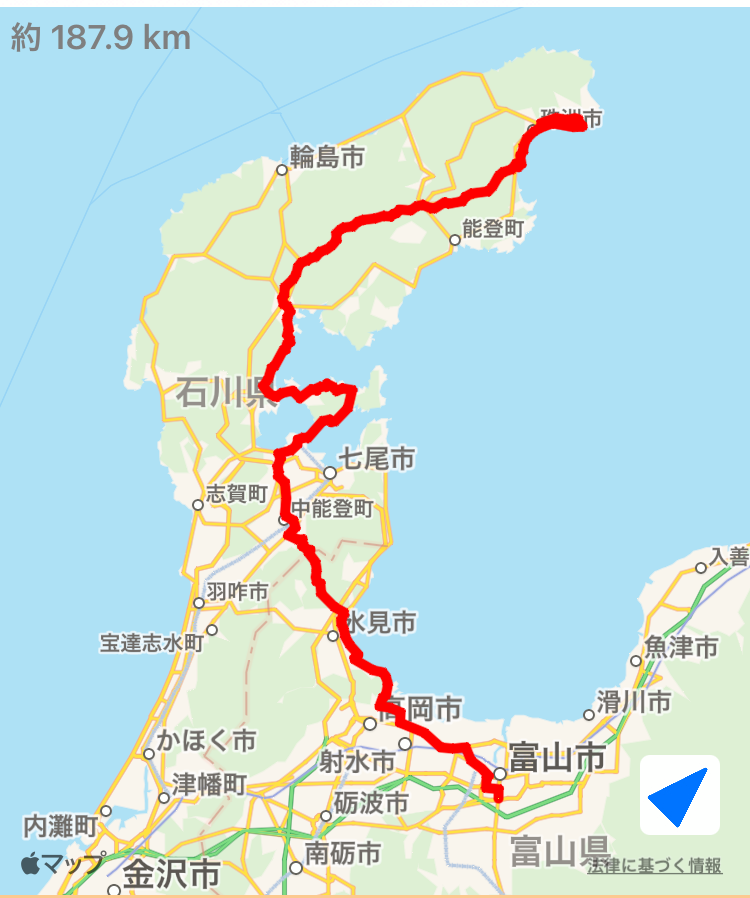 約 187.9 km
珠洲市
輪島市
能登町
石川県
七尾市
志賀町
中能登町
入善
羽咋市
氷見市
宝達志水町
魚津市
滑川市
高岡市
かほく市
射水市
富山市
津幡町
砺波市
内灘町
南砺市
富山県
マップ
金沢市
法律に基づく情報